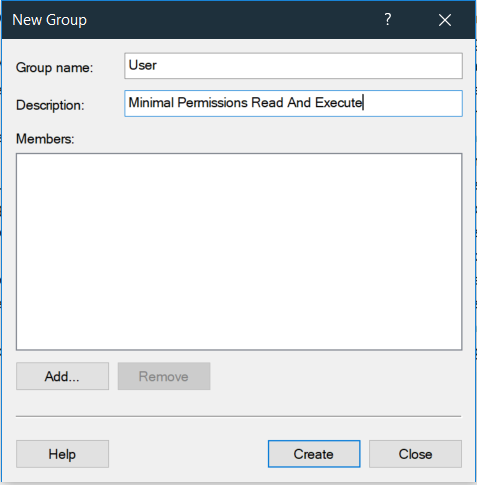 New Group
?
Group name: User
Description: Minimal Permissions Read And Execute
Members:
Add... Remove
Help Create Close